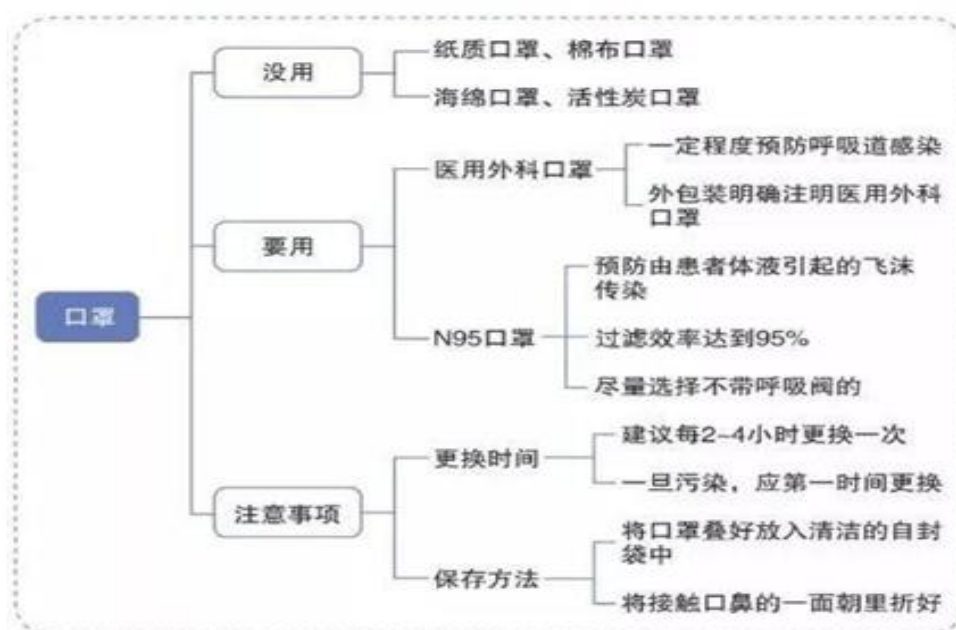 口罩
没用
纸质口罩、棉布口罩
海绵口罩、活性炭口罩
要用
医用外科口罩
一定程度预防呼吸道感染
外包装明确注明医用外科
口罩
N95口罩
预防由患者体液引起的飞沫
传染
过滤效率达到95%
尽量选择不带呼吸阀的
注意事项
更换时间
建议每2-4小时更换一次
一旦污染，应第一时间更换
保存方法
将口罩叠好放入清洁的自封
袋中
将接触口鼻的一面朝里折好